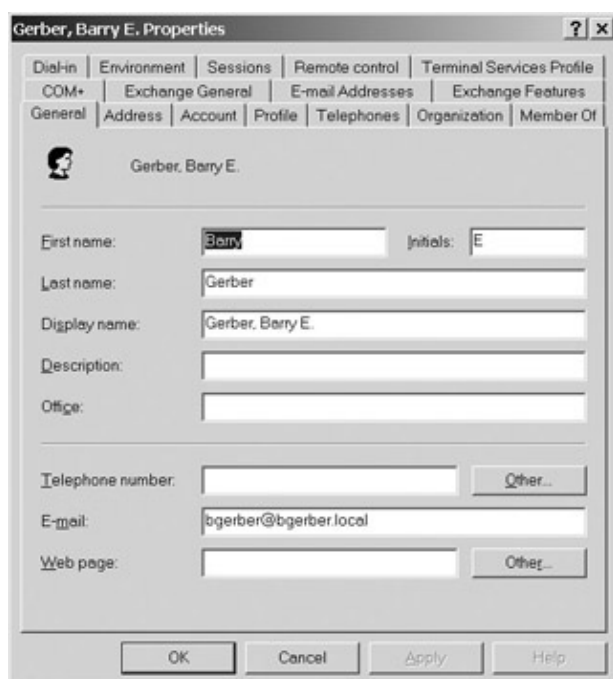 Gerber, Barry E. Properties ? ×
Dial-in Environment Sessions Remote control Terminal Services Profile
COM+ Exchange General E-mail Addresses Exchange Features
General Address Account Profile Telephones Organization Member Of
Gerber, Barry E.
First name: Barry Initials: E
Last name: Gerber
Display name: Gerber, Barry E.
Description:
Office:
Telephone number: Other...
E-mail: bgerber@bgerber.local
Web page: Other...
OK Cancel Apply Help